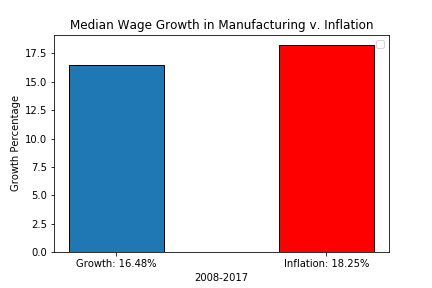 Median Wage Growth in Manufacturing v. Inflation
17.5
15.0
12.5
10.0
7.5
5.0
2.5
0.0
Growth Percentage
Growth: 16.48%
Inflation: 18.25%
2008-2017